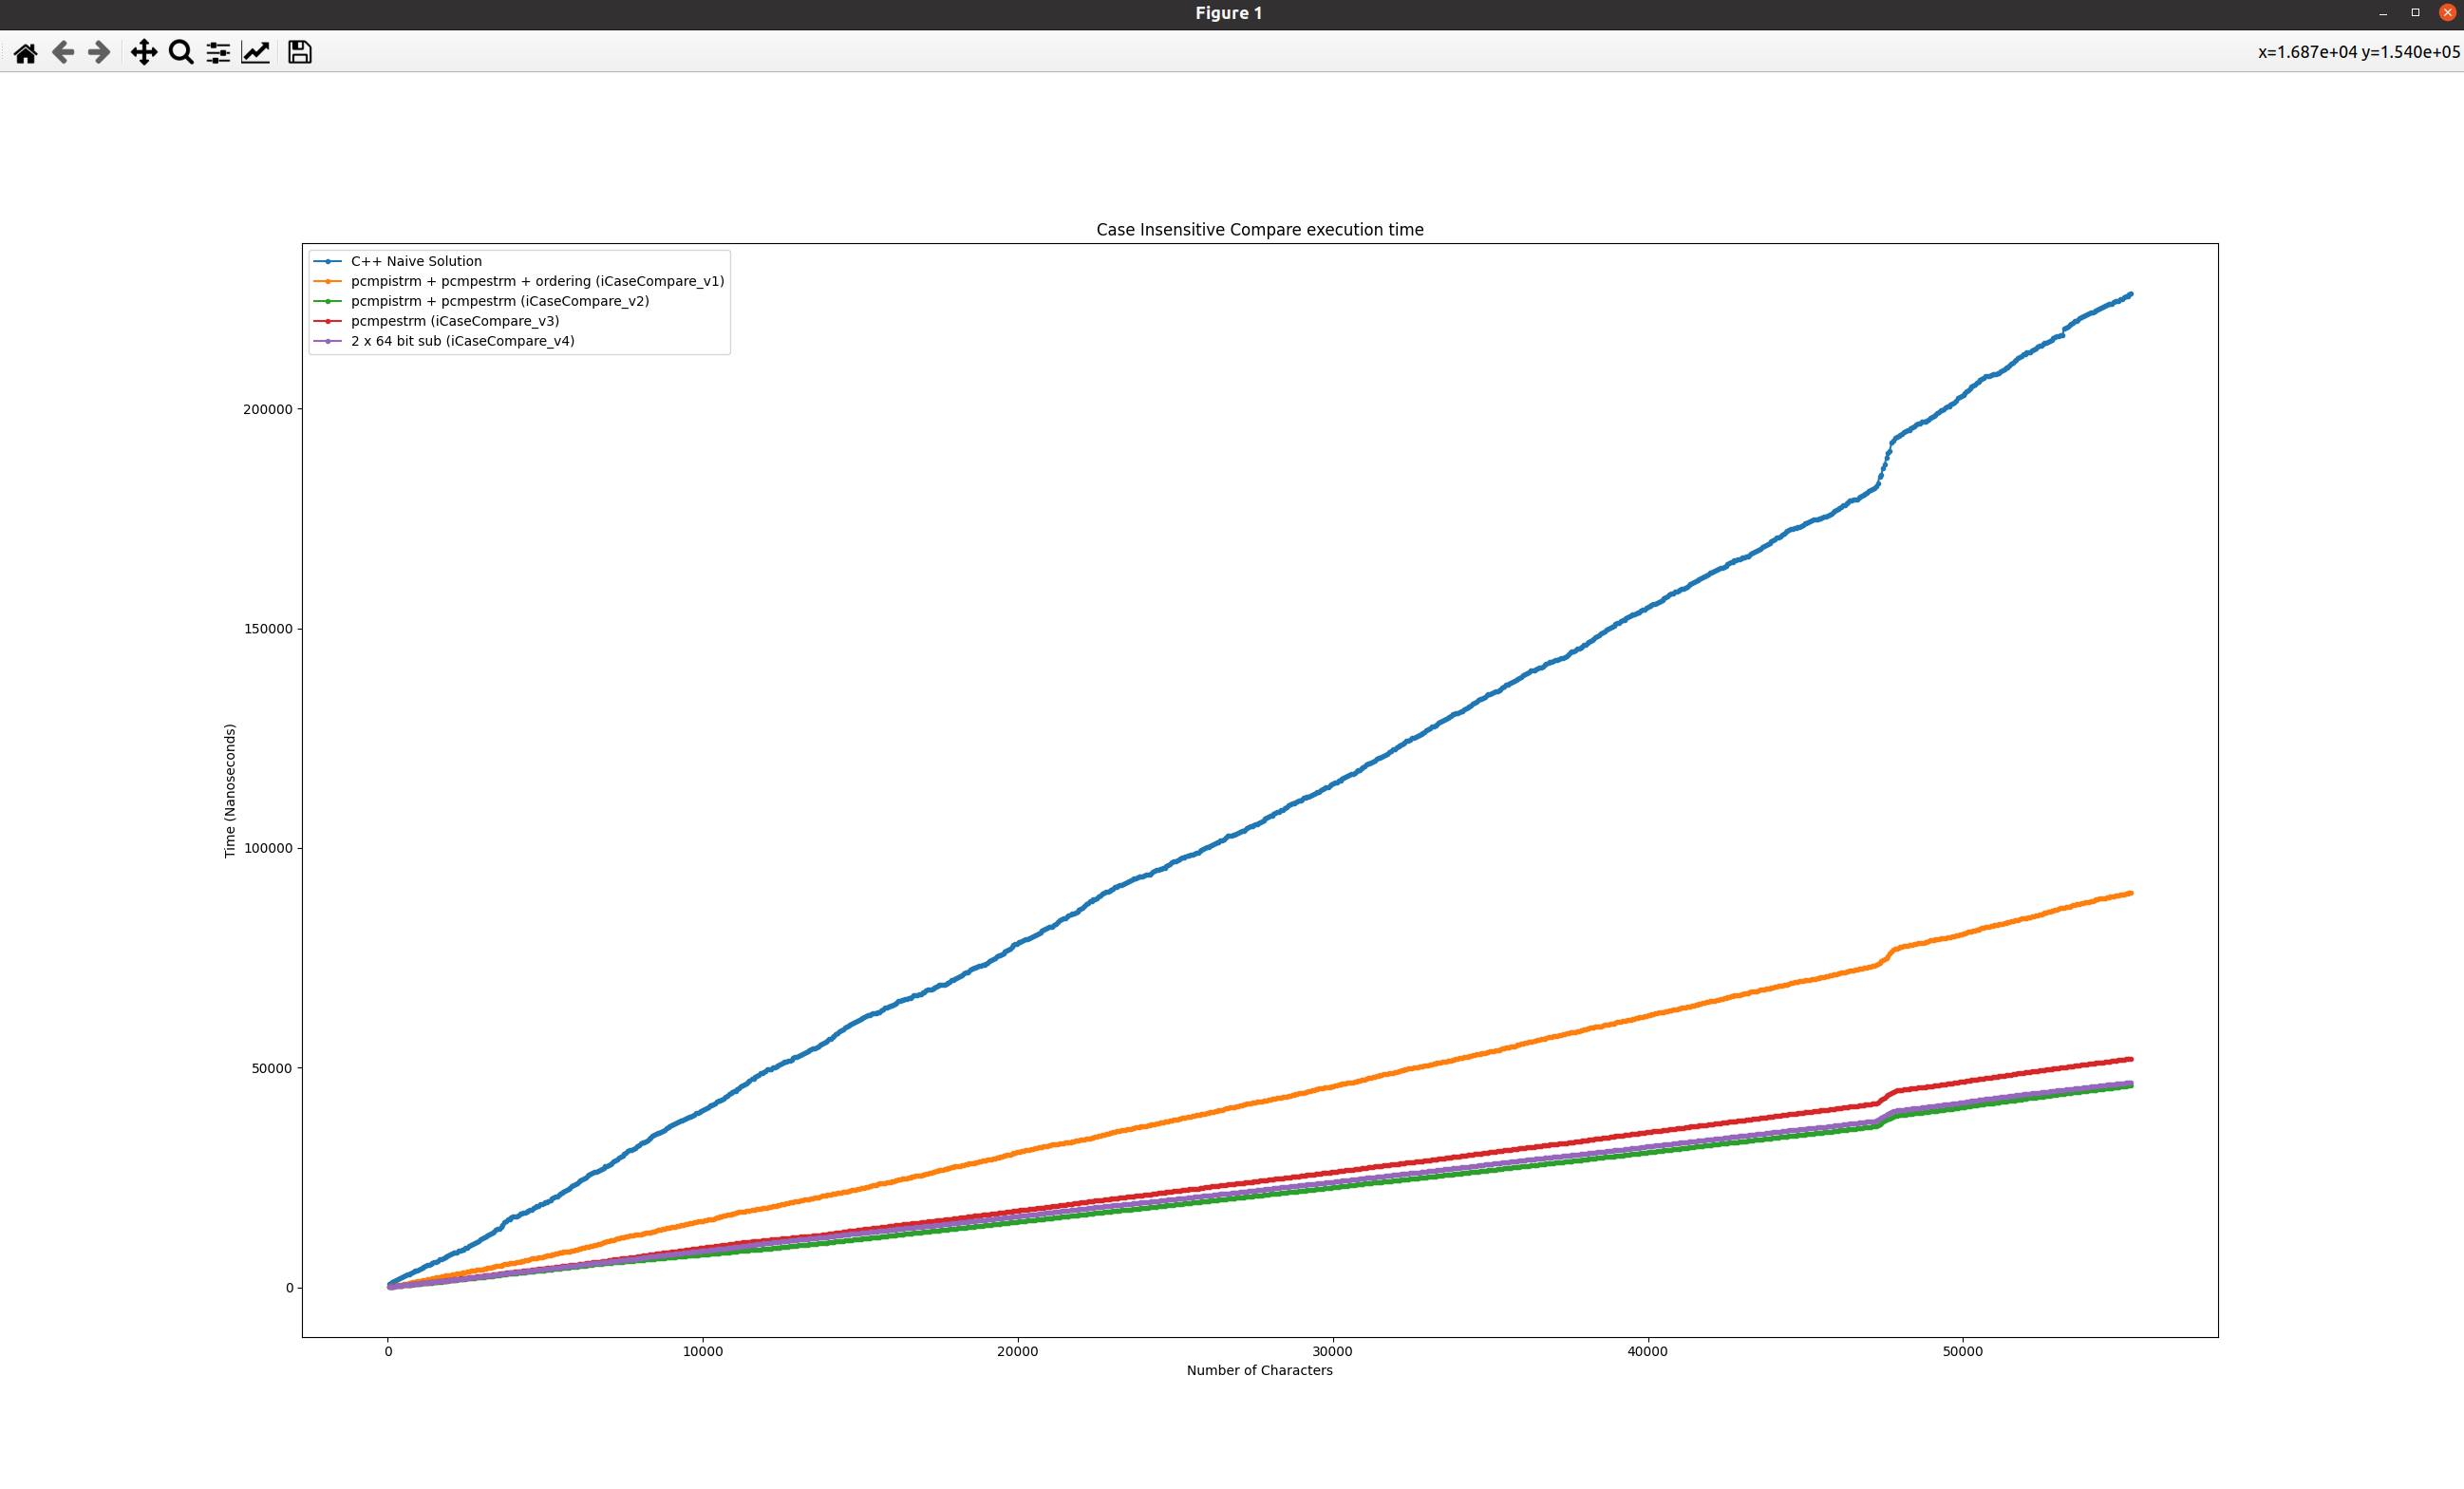 Figure 1
x=1.687e+04 y=1.540e+05
Case Insensitive Compare execution time
C++ Naive Solution
pcmpistrm + pcmpestrm + ordering (iCaseCompare_v1)
pcmpistrm + pcmpestrm (iCaseCompare_v2)
pcmpestrm (iCaseCompare_v3)
2 x 64 bit sub (iCaseCompare_v4)
200000
150000
100000
50000
0
Time (Nanoseconds)
0 10000 20000 30000 40000 50000
Number of Characters